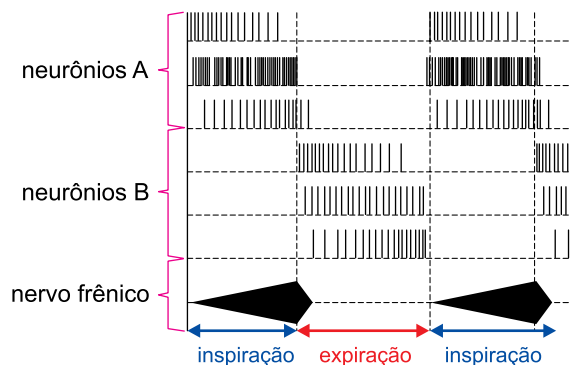 neurônios A
neurônios B
nervo frênico
inspiração expiração inspiração